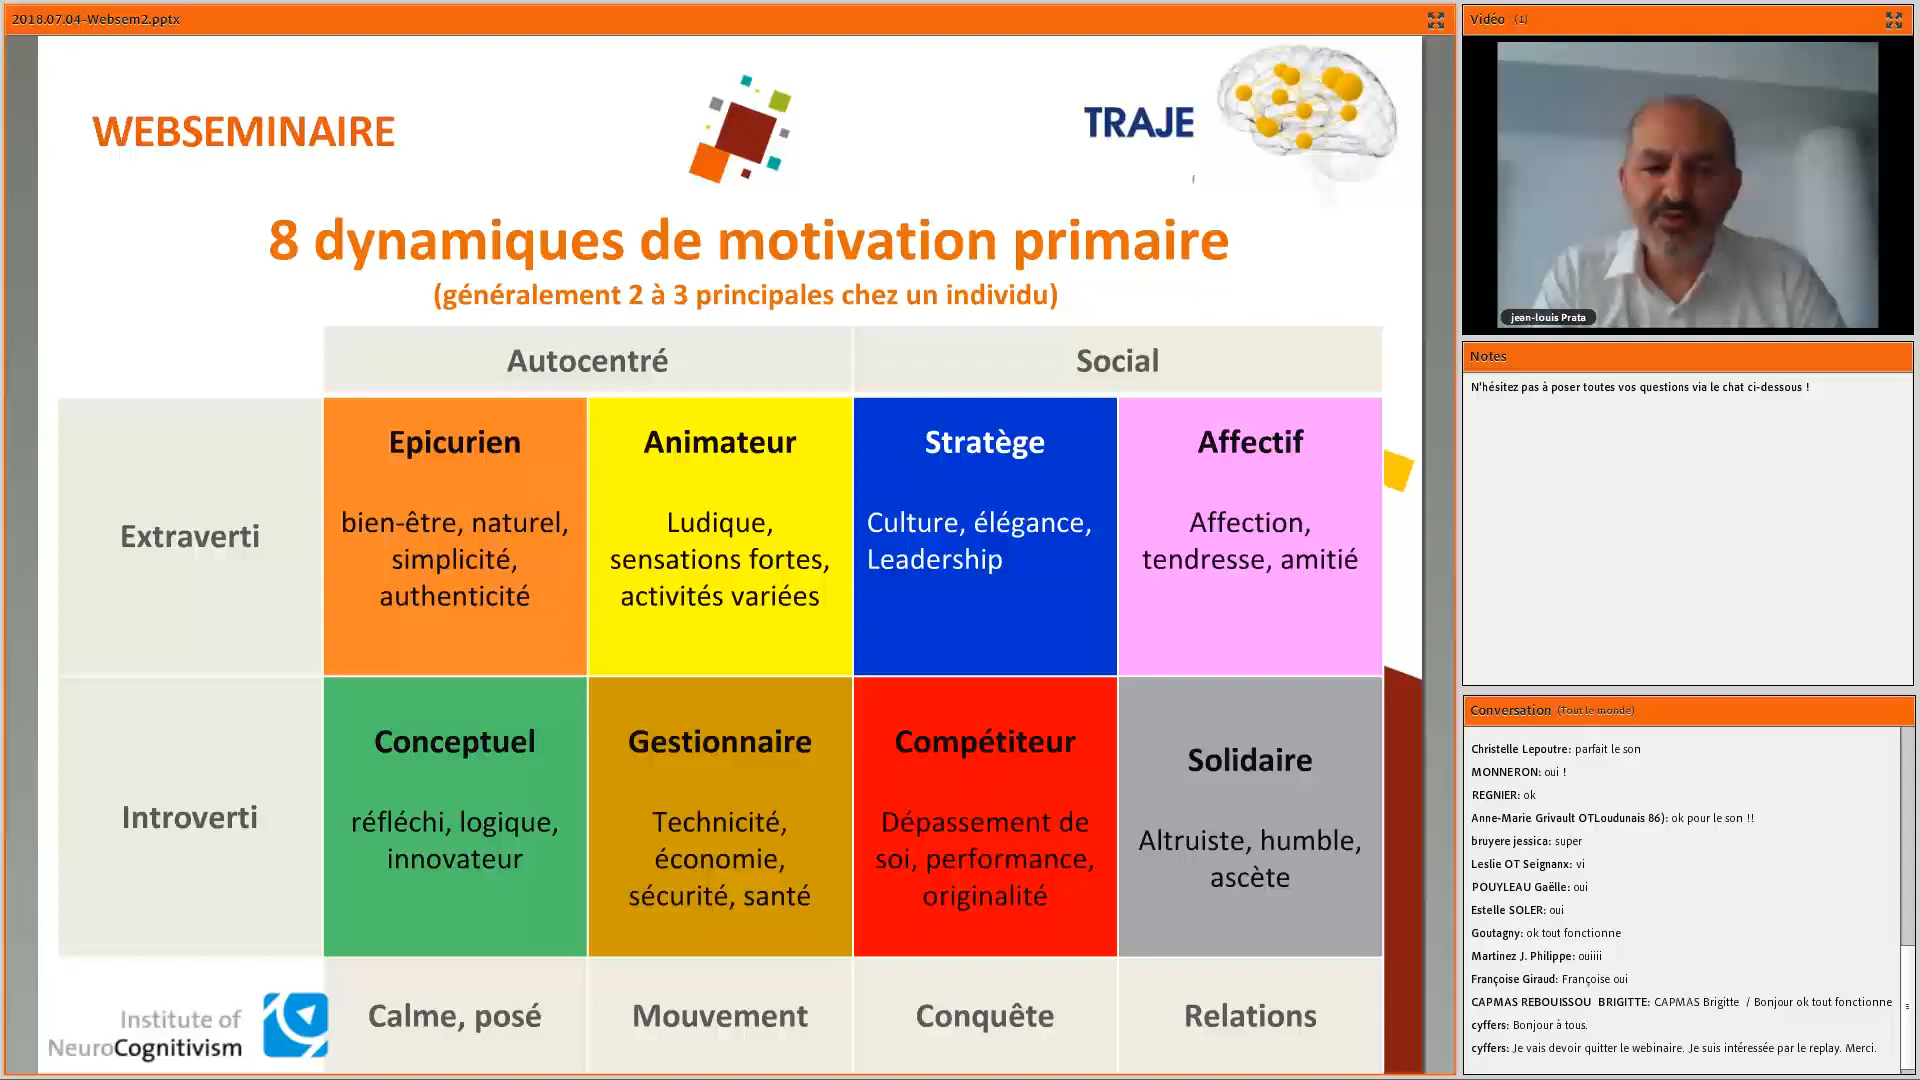 2018.07.04-Websem2.pptx
WEBSEMINAIRE
TRAJE
f
8 dynamiques de motivation primaire
(généralement 2 à 3 principales chez un individu)
Autocentré
Social
Extraverti
Epicurien
bien-être, naturel,
simplicité,
authenticité
Animateur
Ludique,
sensations fortes,
activités variées
Stratège
Culture, élégance,
Leadership
Affectif
Affection,
tendresse, amitié
Introverti
Conceptuel
réfléchi, logique,
innovateur
Gestionnaire
Technicité,
économie,
sécurité, santé
Compétiteur
Dépassement de
soi, performance,
originalité
Solidaire
Altruiste, humble,
ascète
Calme, posé
Mouvement
Conquête
Relations
Institute of
NeuroCognitivism
Vidéo (1)
jean-louis Prata
Notes
N'hésitez pas à poser toutes vos questions via le chat ci-dessous !
Conversation (Tout le monde)
Christelle Lepoutre: parfait le son
MONNERON: oui !
REGNIER: ok
Anne-Marie Grivault OTLoudunais 86): ok pour le son !!
bruyere jessica: super
Leslie OT Seignanx: vi
POUYLEAU Gaëlle: oui
Estelle SOLER: oui
Goutagny: ok tout fonctionne
Martinez J. Philippe: ouiiii
Françoise Giraud: Françoise oui
CAPMAS REBOUISSOU BRIGITTE: CAPMAS Brigitte / Bonjour ok tout fonctionne
cyffers: Bonjour à tous.
cyffers: Je vais devoir quitter le webinaire. Je suis intéressée par le replay. Merci.